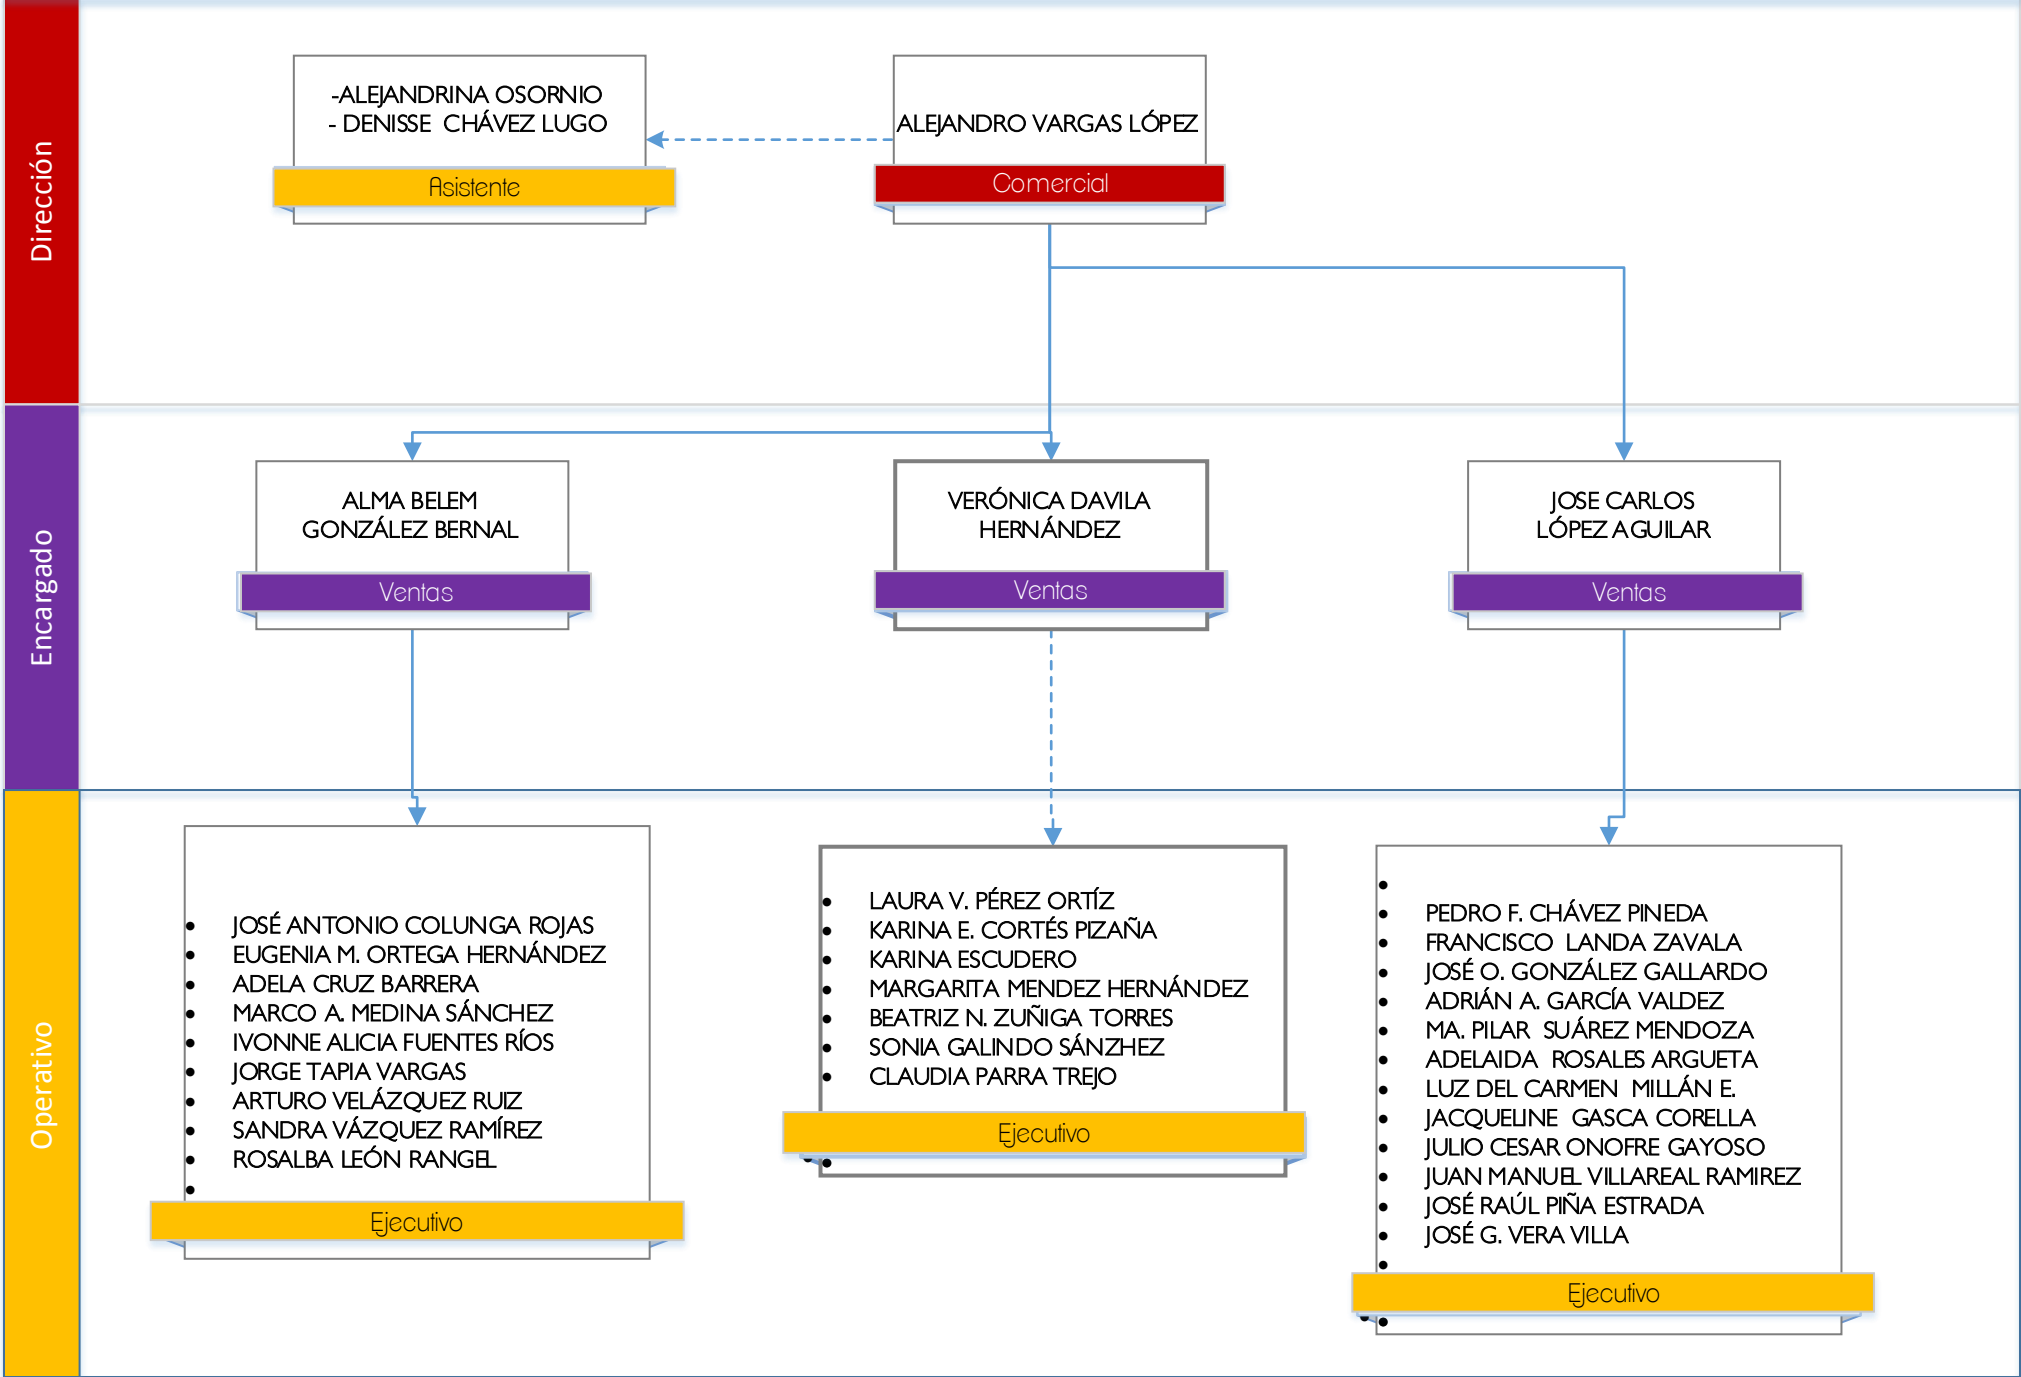 Dirección
-ALEJANDRINA OSORNIO
- DENISSE CHÁVEZ LUGO
Asistente
ALEJANDRO VARGAS LÓPEZ
Comercial
Encargado
ALMA BELEM
GONZÁLEZ BERNAL
Ventas
VERÓNICA DAVILA
HERNÁNDEZ
Ventas
JOSE CARLOS
LÓPEZ AGUILAR
Ventas
Operativo
• JOSÉ ANTONIO COLUNGA ROJAS
• EUGENIA M. ORTEGA HERNÁNDEZ
• ADELA CRUZ BARRERA
• MARCO A. MEDINA SÁNCHEZ
• IVONNE ALICIA FUENTES RÍOS
• JORGE TAPIA VARGAS
• ARTURO VELÁZQUEZ RUIZ
• SANDRA VÁZQUEZ RAMÍREZ
• ROSALBA LEÓN RANGEL
Ejecutivo
• LAURA V. PÉREZ ORTÍZ
• KARINA E. CORTÉS PIZAÑA
• KARINA ESCUDERO
• MARGARITA MENDEZ HERNÁNDEZ
• BEATRIZ N. ZUÑIGA TORRES
• SONIA GALINDO SÁNZHEZ
• CLAUDIA PARRA TREJO
Ejecutivo
• PEDRO F. CHÁVEZ PINEDA
• FRANCISCO LANDA ZAVALA
• JOSÉ O. GONZÁLEZ GALLARDO
• ADRIÁN A. GARCÍA VALDEZ
• MA. PILAR SUÁREZ MENDOZA
• ADELAIDA ROSALES ARGUETA
• LUZ DEL CARMEN MILLÁN E.
• JACQUELINE GASCA CORELLA
• JULIO CESAR ONOFRE GAYOSO
• JUAN MANUEL VILLAREAL RAMIREZ
• JOSÉ RAÚL PIÑA ESTRADA
• JOSÉ G. VERA VILLA
Ejecutivo